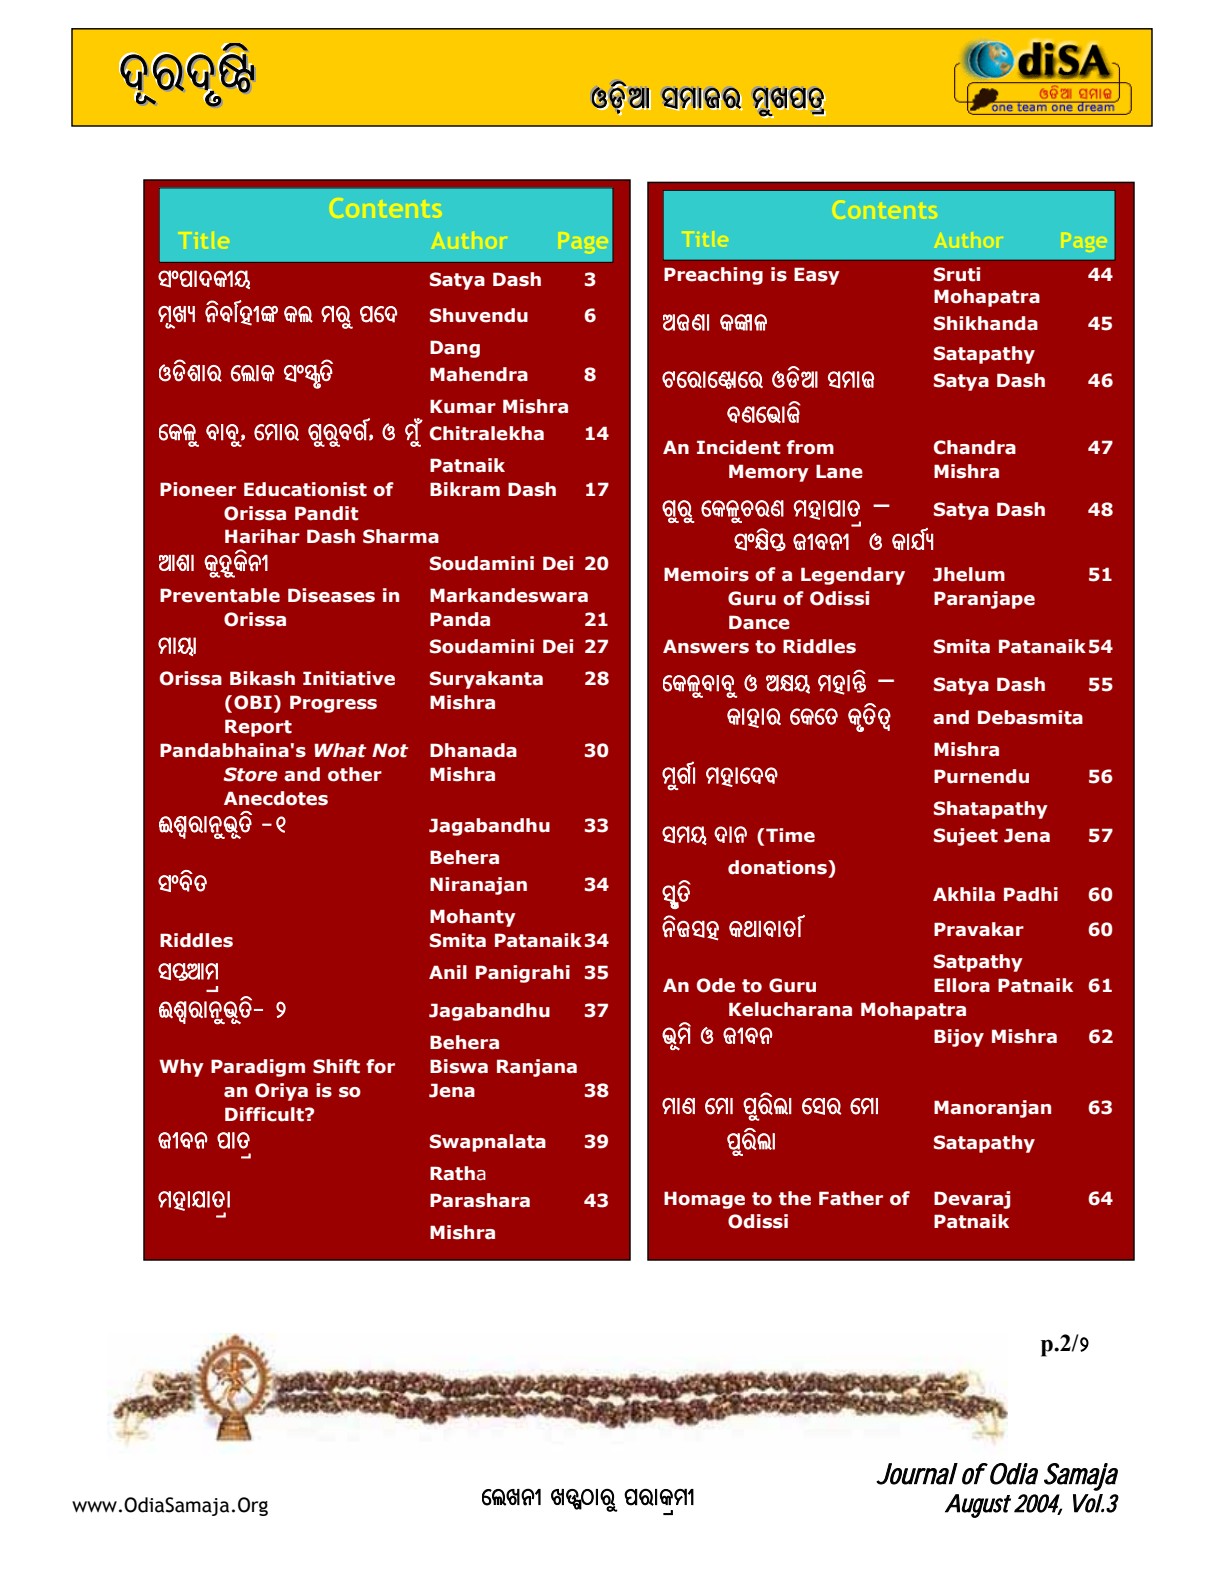 ଦୂରଦୃଷ୍ଟି
ଓଡ଼ିଆ ସମାଜର ମୁଖପତ୍ର
OdiSA
ଓଡିଆ ସମାଜ
one team one dream
Contents
Title Author Page
ସଂପାଦକୀୟ Satya Dash 3
ମୂଖ୍ୟ ନିର୍ବାହୀଙ୍କ କଲ ମରୁ ପଦେ Shuvendu 6
Dang
ଓଡିଶାର ଲୋକ ସଂସ୍କୃତି Mahendra 8
Kumar Mishra
କେଳୁ ବାବୁ, ମୋର ଗୁରୁବର୍ଗ, ଓ ମୁଁ Chitralekha 14
Patnaik
Pioneer Educationist of Bikram Dash 17
Orissa Pandit
Harihar Dash Sharma
ଆଶା କୁହୁକିନୀ Soudamini Dei 20
Preventable Diseases in Markandeswara
Orissa Panda 21
ମାୟା Soudamini Dei 27
Orissa Bikash Initiative Suryakanta 28
(OBI) Progress Mishra
Report
Pandabhaina's What Not Dhanada 30
Store and other Mishra
Anecdotes
ଈଶ୍ୱରାନୁଭୂତି -୧ Jagabandhu 33
Behera
ସଂବିତ Niranajan 34
Mohanty
Riddles Smita Patanaik 34
ସପ୍ତଆମ୍ର Anil Panigrahi 35
ଈଶ୍ୱରାନୁଭୂତି- ୨ Jagabandhu 37
Behera
Why Paradigm Shift for Biswa Ranjana
an Oriya is so Jena 38
Difficult?
ଜୀବନ ପାତ୍ର Swapnalata 39
Ratha
ମହାଯାତ୍ରା Parashara 43
Mishra
Contents
Title Author Page
Preaching is Easy Sruti 44
Mohapatra
ଅଜଣା କଙ୍ଗାଳ Shikhanda 45
Satapathy
ଟରୋଣ୍ଟୋରେ ଓଡିଆ ସମାଜ Satya Dash 46
ବଣଭୋଜି
An Incident from Chandra 47
Memory Lane Mishra
ଗୁରୁ କେଳୁଚରଣ ମହାପାତ୍ର – Satya Dash 48
ସଂକ୍ଷିପ୍ତ ଜୀବନୀ ଓ କାର୍ଯ୍ୟ
Memoirs of a Legendary Jhelum 51
Guru of Odissi Paranjape
Dance
Answers to Riddles Smita Patanaik 54
କେଳୁବାବୁ ଓ ଅକ୍ଷୟ ମହାନ୍ତି – Satya Dash 55
କାହାର କେତେ କୃତିତ୍ୱ and Debasmita
Mishra
ମୁର୍ଗା ମହାଦେବ Purnendu 56
Shatapathy
ସମୟ ଦାନ (Time Sujeet Jena 57
donations)
ସ୍ମୃତି Akhila Padhi 60
ନିଜସହ କଥାବାର୍ତା Pravakar 60
Satpathy
An Ode to Guru Ellora Patnaik 61
Kelucharana Mohapatra
ଭୂମି ଓ ଜୀବନ Bijoy Mishra 62
ମାଣ ମୋ ପୁରିଲା ସେର ମୋ Manoranjan 63
ପୁରିଲା Satapathy
Homage to the Father of Devaraj 64
Odissi Patnaik
p.2/୨
Journal of Odia Samaja
www.OdiaSamaja.Org ଲେଖନୀ ଖଡ୍ଗଠାରୁ ପରାକ୍ରମୀ August 2004, Vol.3